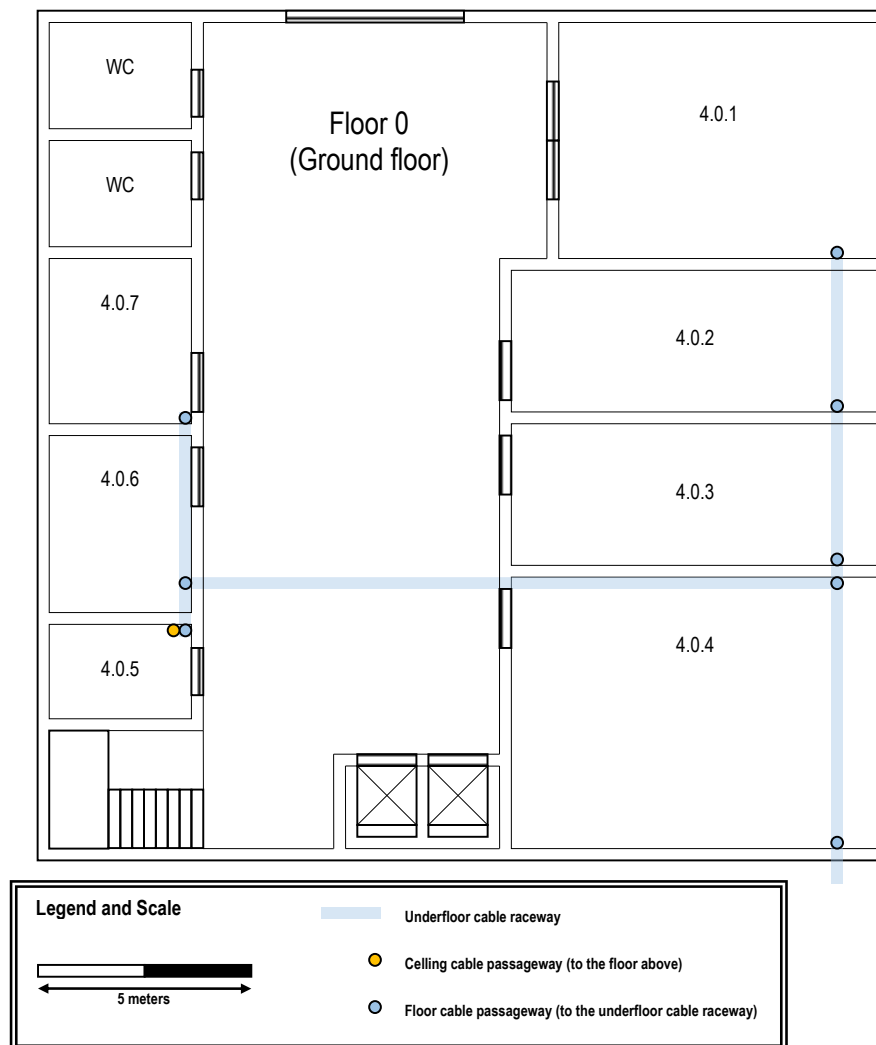 WC
4.0.1
Floor 0
(Ground floor)
WC
4.0.7
4.0.2
4.0.6
4.0.3
4.0.5
4.0.4
Legend and Scale
Underfloor cable raceway
Celling cable passageway (to the floor above)
5 meters
Floor cable passageway (to the underfloor cable raceway)